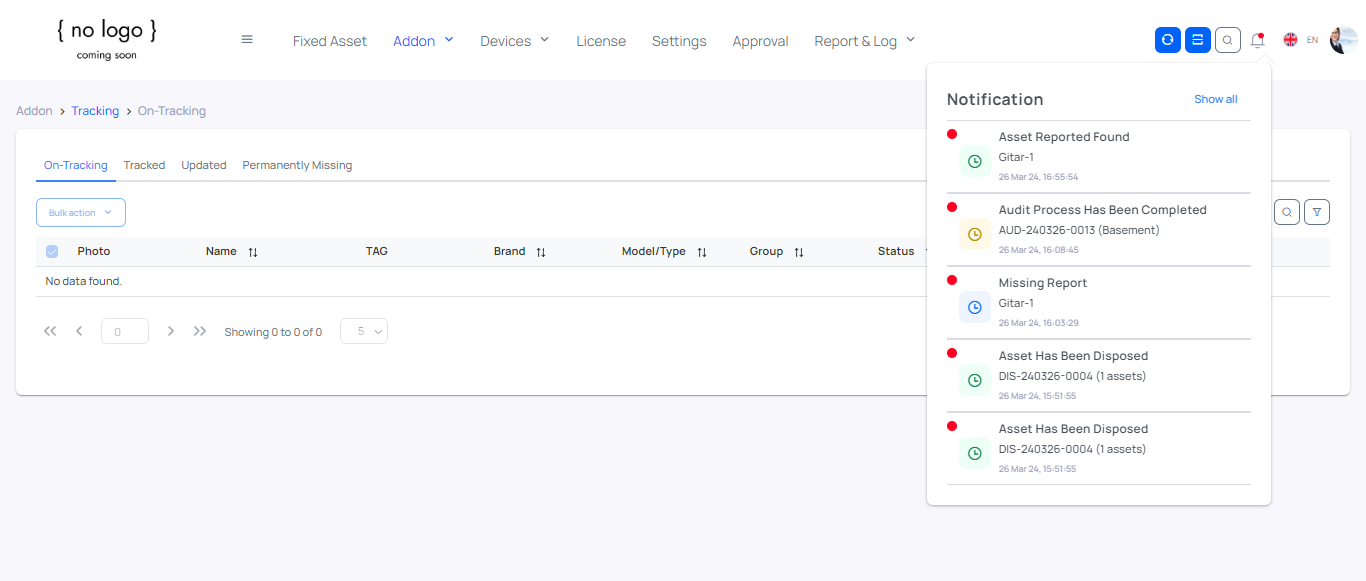 { no logo }
coming soon
Fixed Asset
Addon
Devices
License
Settings
Approval
Report & Log
EN
Addon > Tracking > On-Tracking
On-Tracking
Tracked
Updated
Permanently Missing
Bulk action
Photo
Name
TAG
Brand
Model/Type
Group
Status
No data found.
0
Showing 0 to 0 of 0
5
Notification
Show all
Asset Reported Found
Gitar-1
26 Mar 24, 16:55:54
Audit Process Has Been Completed
AUD-240326-0013 (Basement)
26 Mar 24, 16:08:45
Missing Report
Gitar-1
26 Mar 24, 16:03:29
Asset Has Been Disposed
DIS-240326-0004 (1 assets)
26 Mar 24, 15:51:55
Asset Has Been Disposed
DIS-240326-0004 (1 assets)
26 Mar 24, 15:51:55